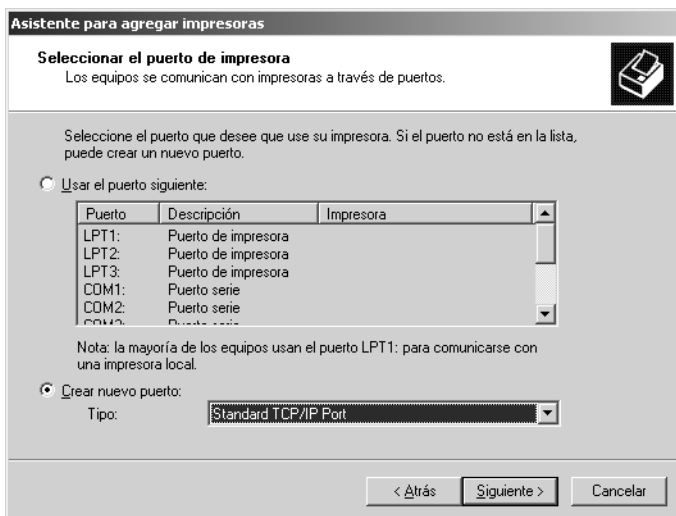 Asistente para agregar impresoras
Seleccionar el puerto de impresora
Los equipos se comunican con impresoras a través de puertos.
Seleccione el puerto que desee que use su impresora. Si el puerto no está en la lista,
puede crear un nuevo puerto.
Usar el puerto siguiente:
Puerto Descripción Impresora
LPT1: Puerto de impresora
LPT2: Puerto de impresora
LPT3: Puerto de impresora
COM1: Puerto serie
COM2: Puerto serie
Nota: la mayoría de los equipos usan el puerto LPT1: para comunicarse con
una impresora local.
Crear nuevo puerto:
Tipo: Standard TCP/IP Port
< Atrás Siguiente > Cancelar